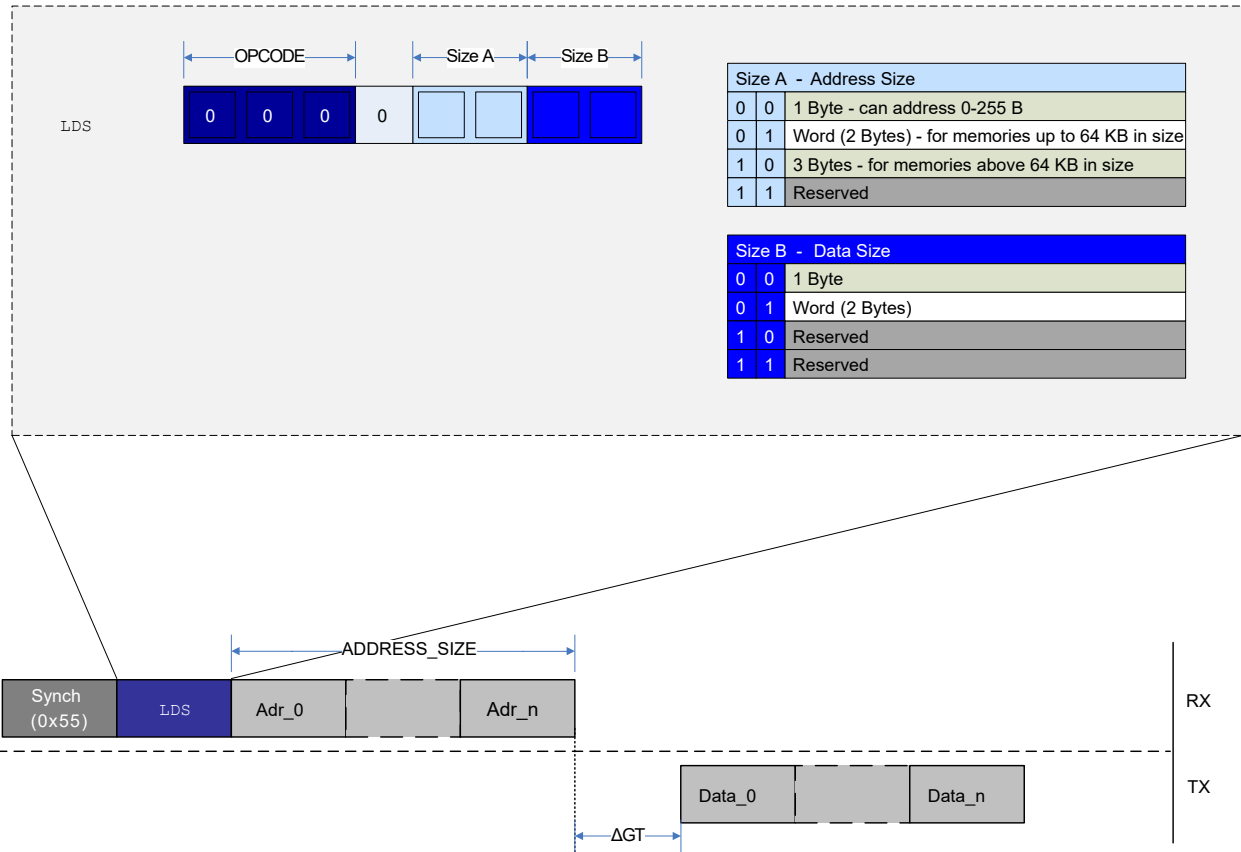 OPCODE Size A Size B
LDS
0 0 0 0
Size A - Address Size
0 0 1 Byte - can address 0-255 B
0 1 Word (2 Bytes) - for memories up to 64 KB in size
1 0 3 Bytes - for memories above 64 KB in size
1 1 Reserved
Size B - Data Size
0 0 1 Byte
0 1 Word (2 Bytes)
1 0 Reserved
1 1 Reserved
ADDRESS_SIZE
Synch
(0x55)
LDS
Adr_0
Adr_n
RX
Data_0
Data_n
TX
ΔGT